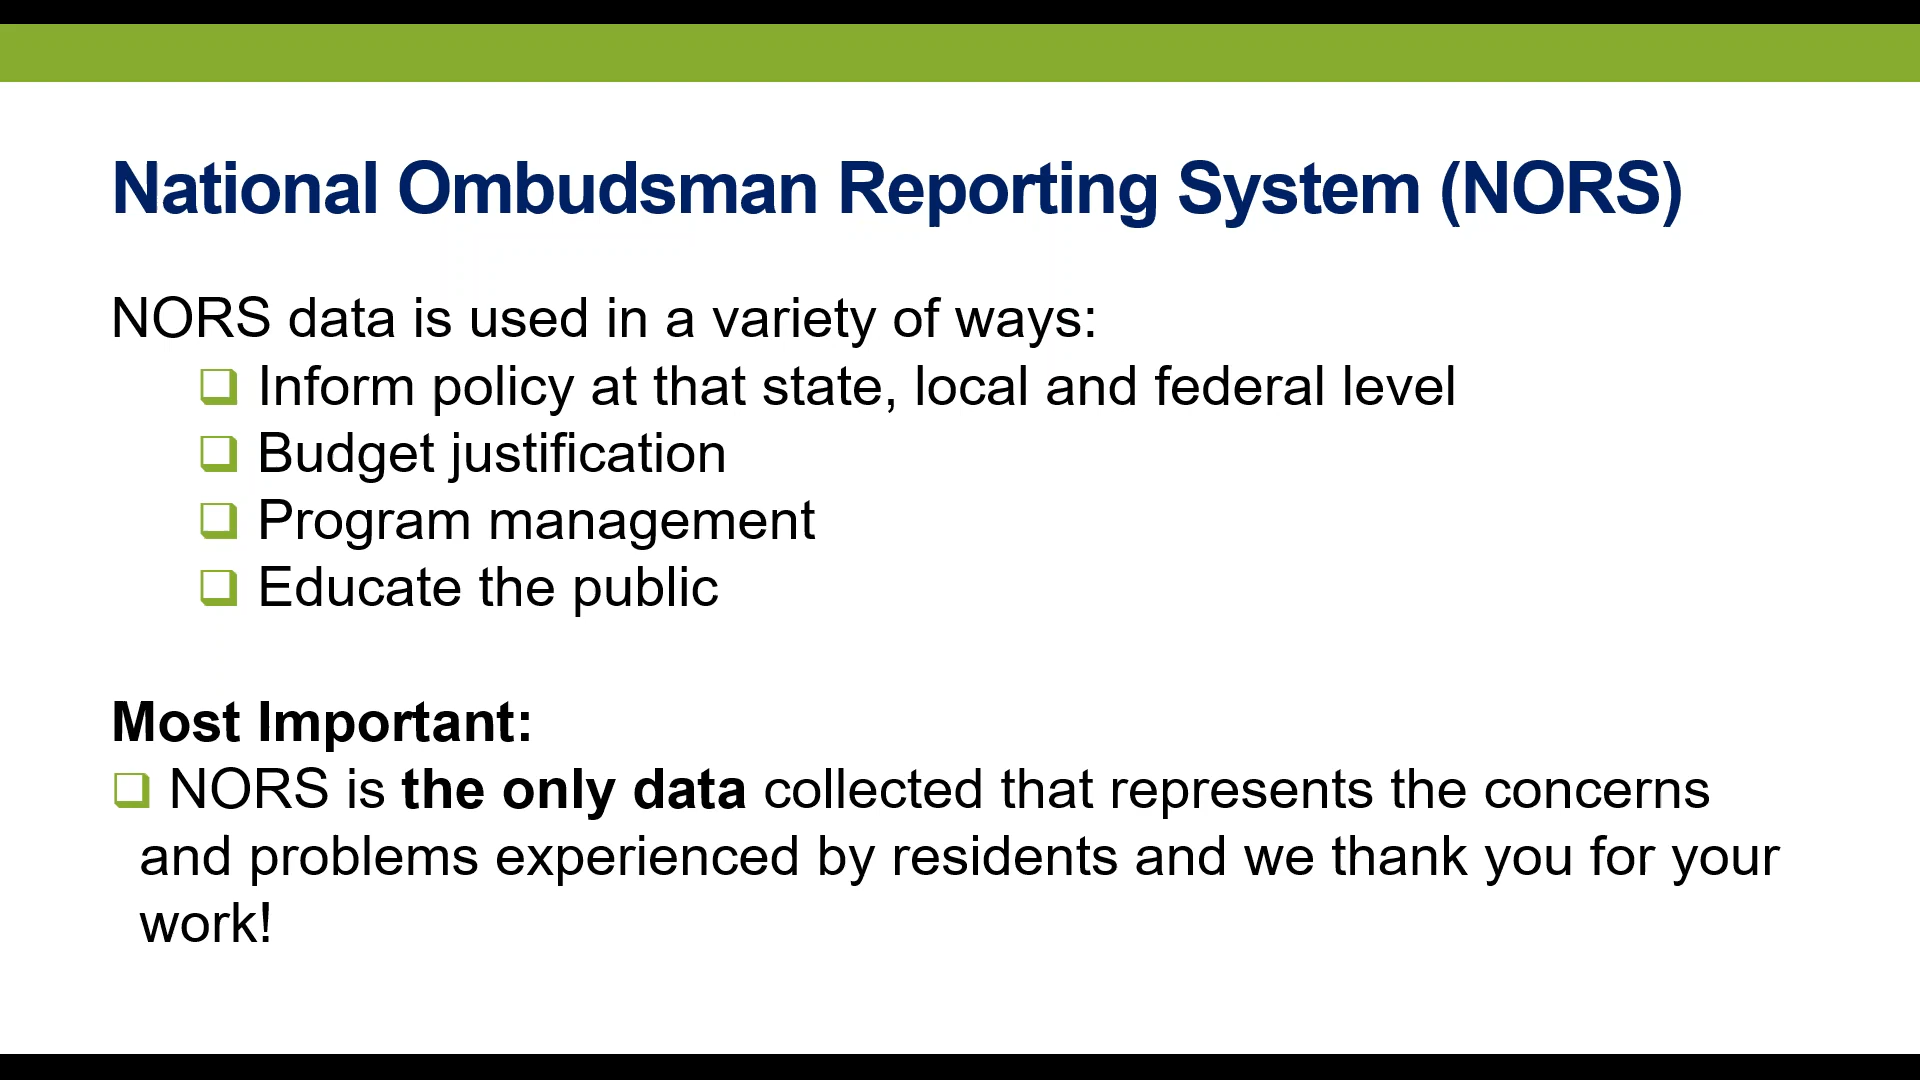 National Ombudsman Reporting System (NORS)
NORS data is used in a variety of ways:
❑ Inform policy at that state, local and federal level
❑ Budget justification
❑ Program management
❑ Educate the public
Most Important:
❑ NORS is the only data collected that represents the concerns
and problems experienced by residents and we thank you for your
work!